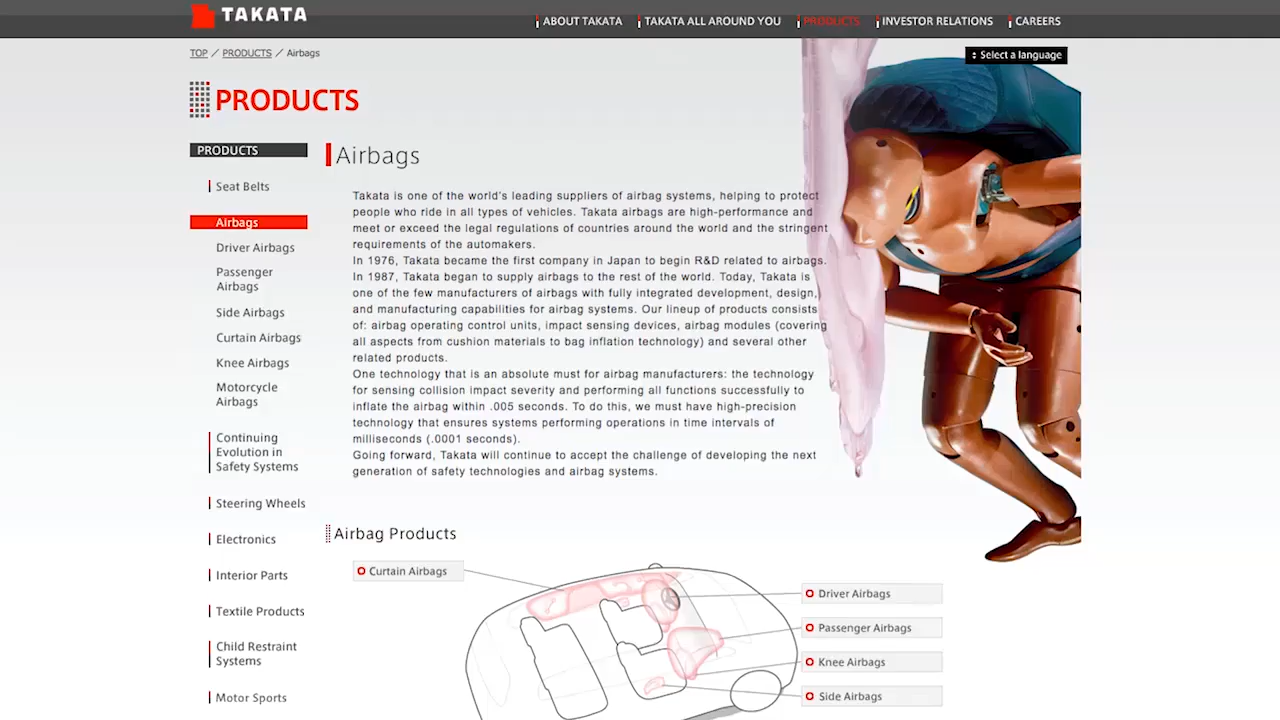 TAKATA
ABOUT TAKATA
TAKATA ALL AROUND YOU
PRODUCTS
INVESTOR RELATIONS
CAREERS
TOP / PRODUCTS / Airbags
Select a language
PRODUCTS
PRODUCTS
Seat Belts
Airbags
Driver Airbags
Passenger
Airbags
Side Airbags
Curtain Airbags
Knee Airbags
Motorcycle
Airbags
Continuing
Evolution in
Safety Systems
Steering Wheels
Electronics
Interior Parts
Textile Products
Child Restraint
Systems
Motor Sports
Airbags
Takata is one of the world's leading suppliers of airbag systems, helping to protect
people who ride in all types of vehicles. Takata airbags are high-performance and
meet or exceed the legal regulations of countries around the world and the stringent
requirements of the automakers.
In 1976, Takata became the first company in Japan to begin R&D related to airbags.
In 1987, Takata began to supply airbags to the rest of the world. Today, Takata is
one of the few manufacturers of airbags with fully integrated development, design,
and manufacturing capabilities for airbag systems. Our lineup of products consists
of: airbag operating control units, impact sensing devices, airbag modules (covering
all aspects from cushion materials to bag inflation technology) and several other
related products.
One technology that is an absolute must for airbag manufacturers: the technology
for sensing collision impact severity and performing all functions successfully to
inflate the airbag within .005 seconds. To do this, we must have high-precision
technology that ensures systems performing operations in time intervals of
milliseconds (.0001 seconds).
Going forward, Takata will continue to accept the challenge of developing the next
generation of safety technologies and airbag systems.
Airbag Products
Curtain Airbags
Driver Airbags
Passenger Airbags
Knee Airbags
Side Airbags